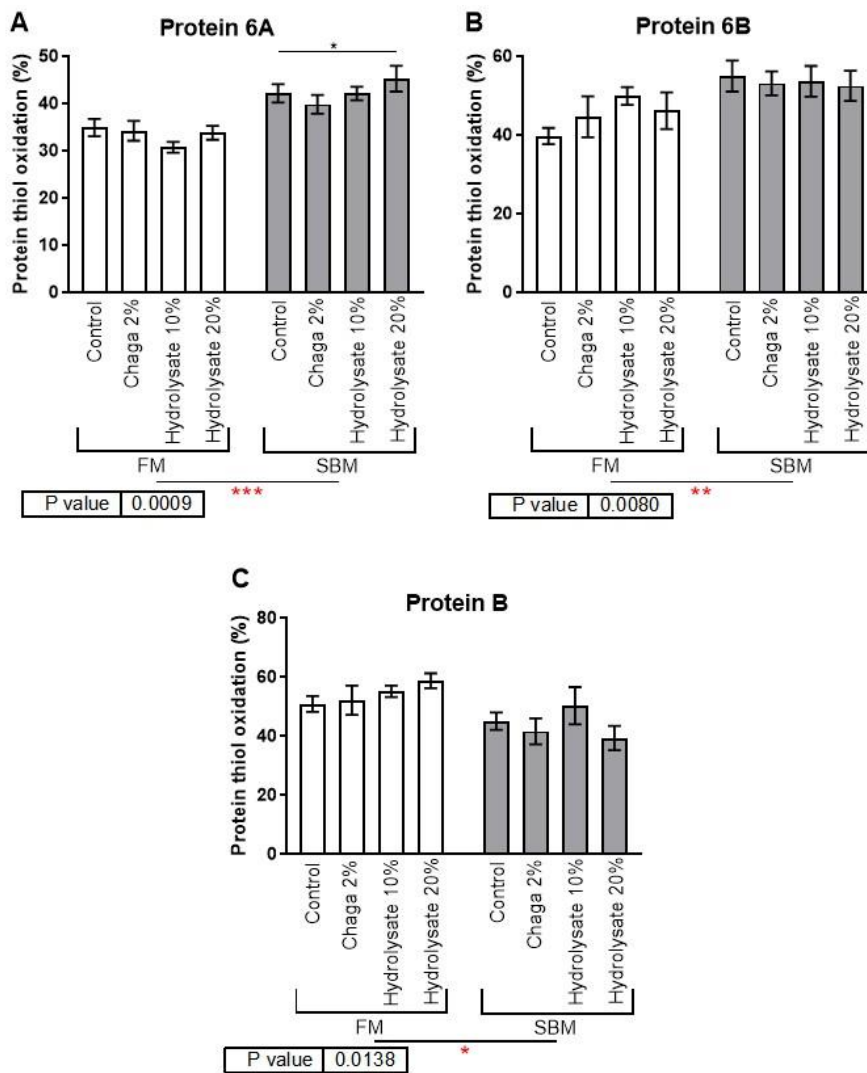 A
Protein 6A
Protein thiol oxidation (%)
50
40
30
20
10
0
*
Control
Chaga 2%
Hydrolysate 10%
Hydrolysate 20%
Control
Chaga 2%
Hydrolysate 10%
Hydrolysate 20%
FM
SBM
***
P value 0.0009
B
Protein 6B
Protein thiol oxidation (%)
60
40
20
0
Control
Chaga 2%
Hydrolysate 10%
Hydrolysate 20%
Control
Chaga 2%
Hydrolysate 10%
Hydrolysate 20%
FM
SBM
**
P value 0.0080
C
Protein B
Protein thiol oxidation (%)
80
60
40
20
0
Control
Chaga 2%
Hydrolysate 10%
Hydrolysate 20%
Control
Chaga 2%
Hydrolysate 10%
Hydrolysate 20%
FM
SBM
*
P value 0.0138